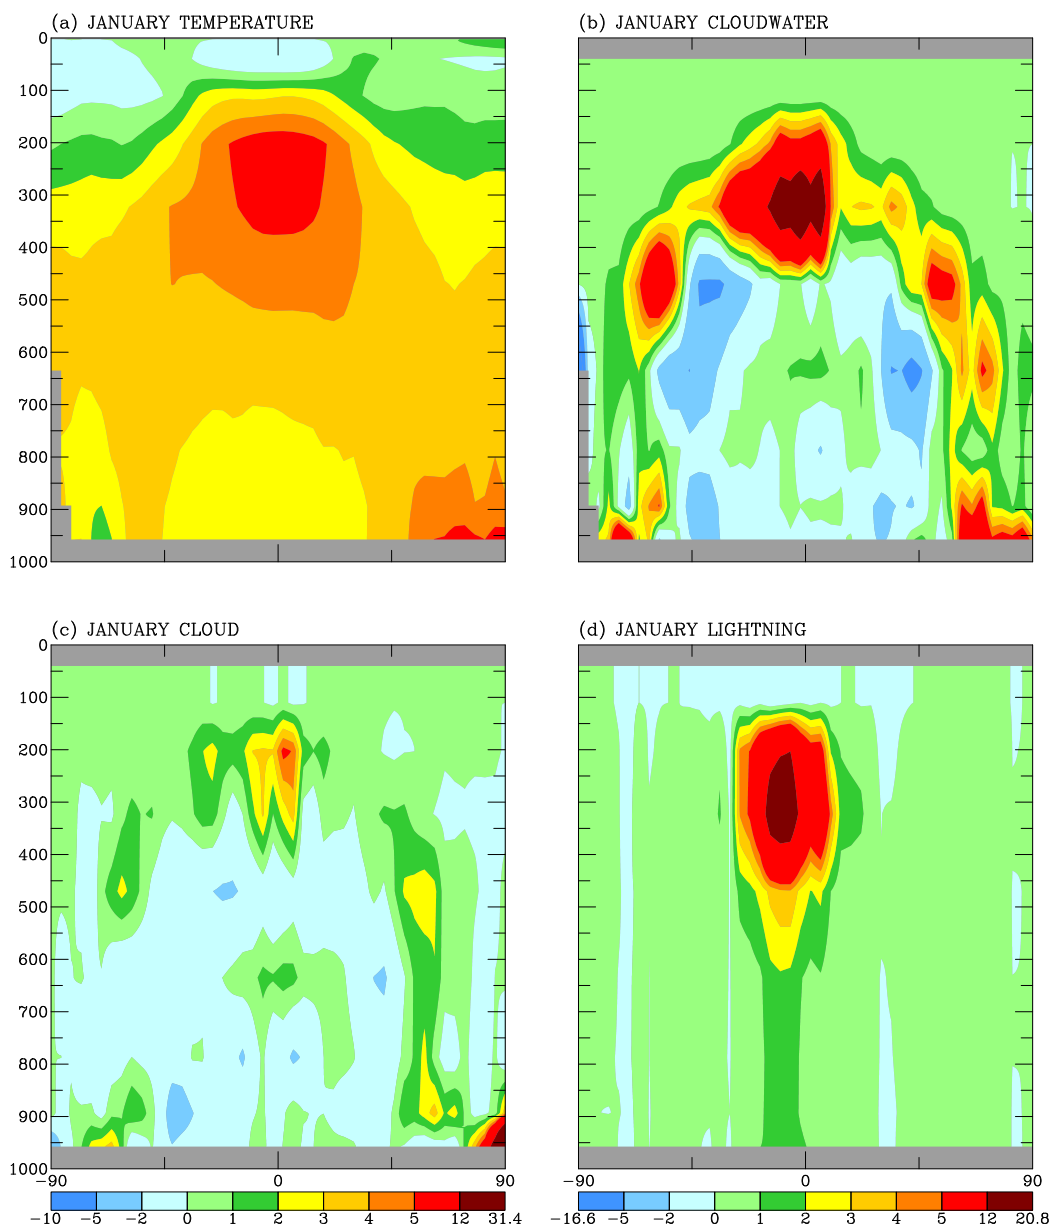 (a) JANUARY TEMPERATURE
(b) JANUARY CLOUDWATER
0
100
200
300
400
500
600
700
800
900
1000
(c) JANUARY CLOUD
(d) JANUARY LIGHTNING
0
100
200
300
400
500
600
700
800
900
1000
−90 0 90
−90 0 90
−10 −5 −2 0 1 2 3 4 5 12 31.4
−16.6 −5 −2 0 1 2 3 4 5 12 20.8